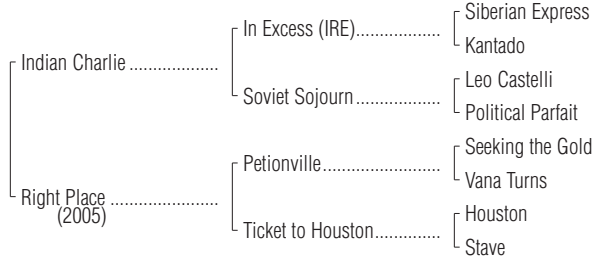 Siberian Express
In Excess (IRE)...................
Kantado
Indian Charlie ....................
Leo Castelli
Soviet Sojourn...................
Political Parfait
Seeking the Gold
Petionville..........................
Vana Turns
Right Place ........................
(2005)
Houston
Ticket to Houston...............
Stave